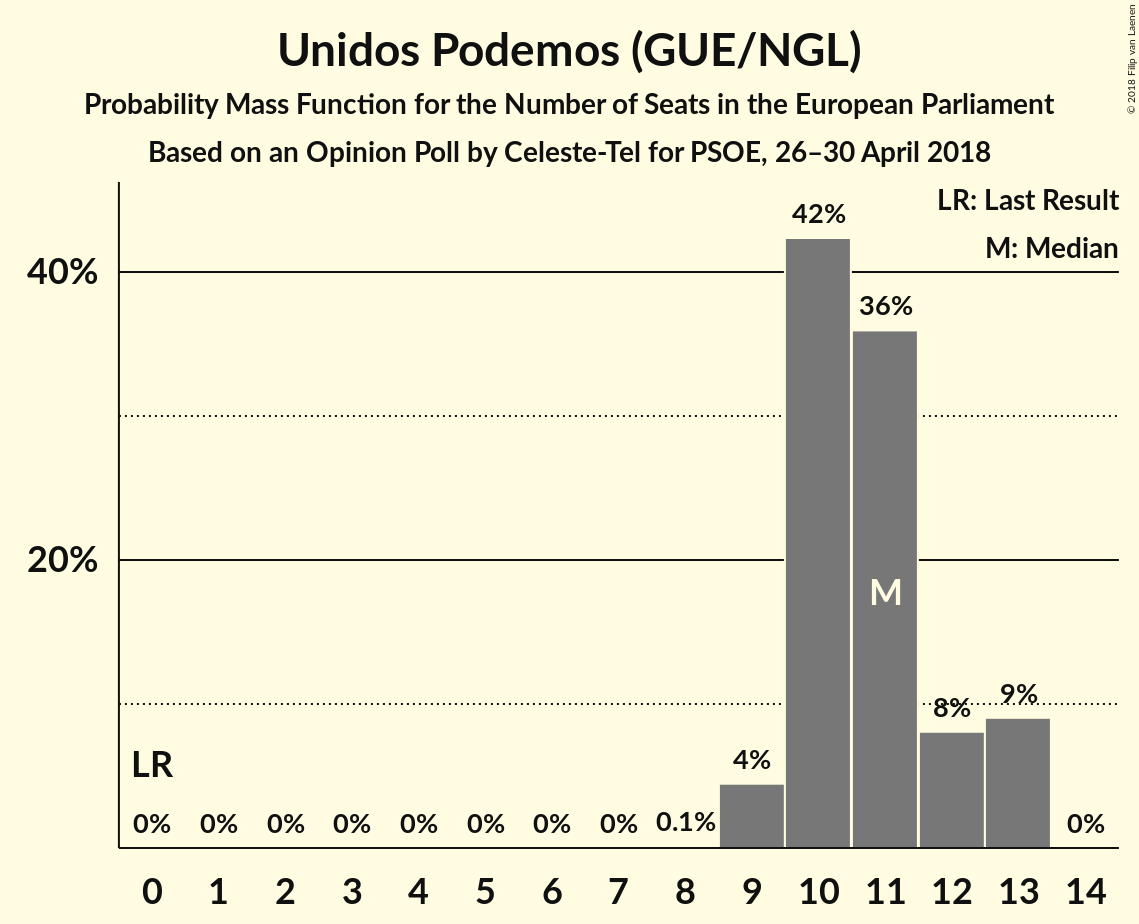 Unidos Podemos (GUE/NGL)
Probability Mass Function for the Number of Seats in the European Parliament
Based on an Opinion Poll by Celeste-Tel for PSOE, 26–30 April 2018
© 2018 Filip van Laenen
LR: Last Result
M: Median
42%
40%
36%
20%
M
9%
8%
4%
LR
0% 0% 0% 0% 0% 0% 0% 0% 0.1% 0%
0 1 2 3 4 5 6 7 8 9 10 11 12 13 14